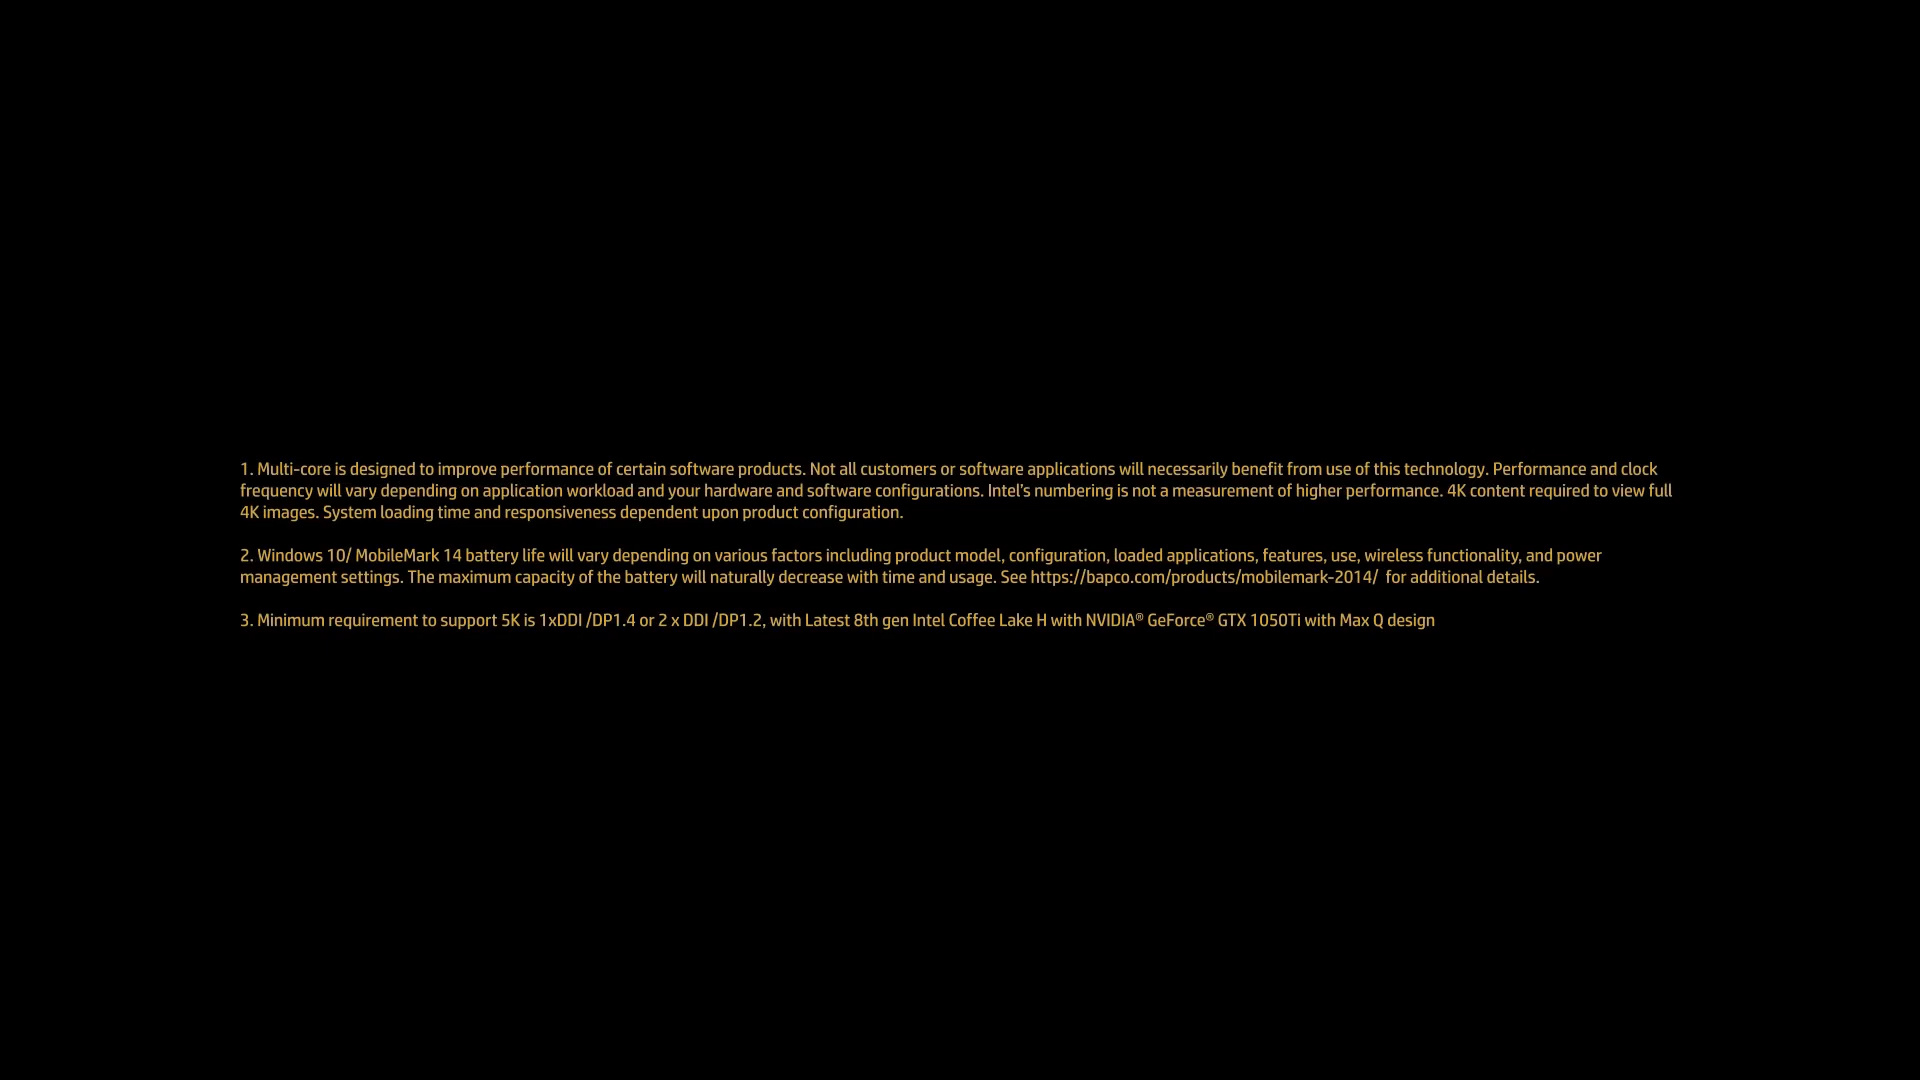 1. Multi-core is designed to improve performance of certain software products. Not all customers or software applications will necessarily benefit from use of this technology. Performance and clock
frequency will vary depending on application workload and your hardware and software configurations. Intel's numbering is not a measurement of higher performance. 4K content required to view full
4K images. System loading time and responsiveness dependent upon product configuration.
2. Windows 10/ MobileMark 14 battery life will vary depending on various factors including product model, configuration, loaded applications, features, use, wireless functionality, and power
management settings. The maximum capacity of the battery will naturally decrease with time and usage. See https://bapco.com/products/mobilemark-2014/  for additional details.
3. Minimum requirement to support 5K is 1xDDI /DP1.4 or 2 x DDI /DP1.2, with Latest 8th gen Intel Coffee Lake H with NVIDIA® GeForce® GTX 1050Ti with Max Q design